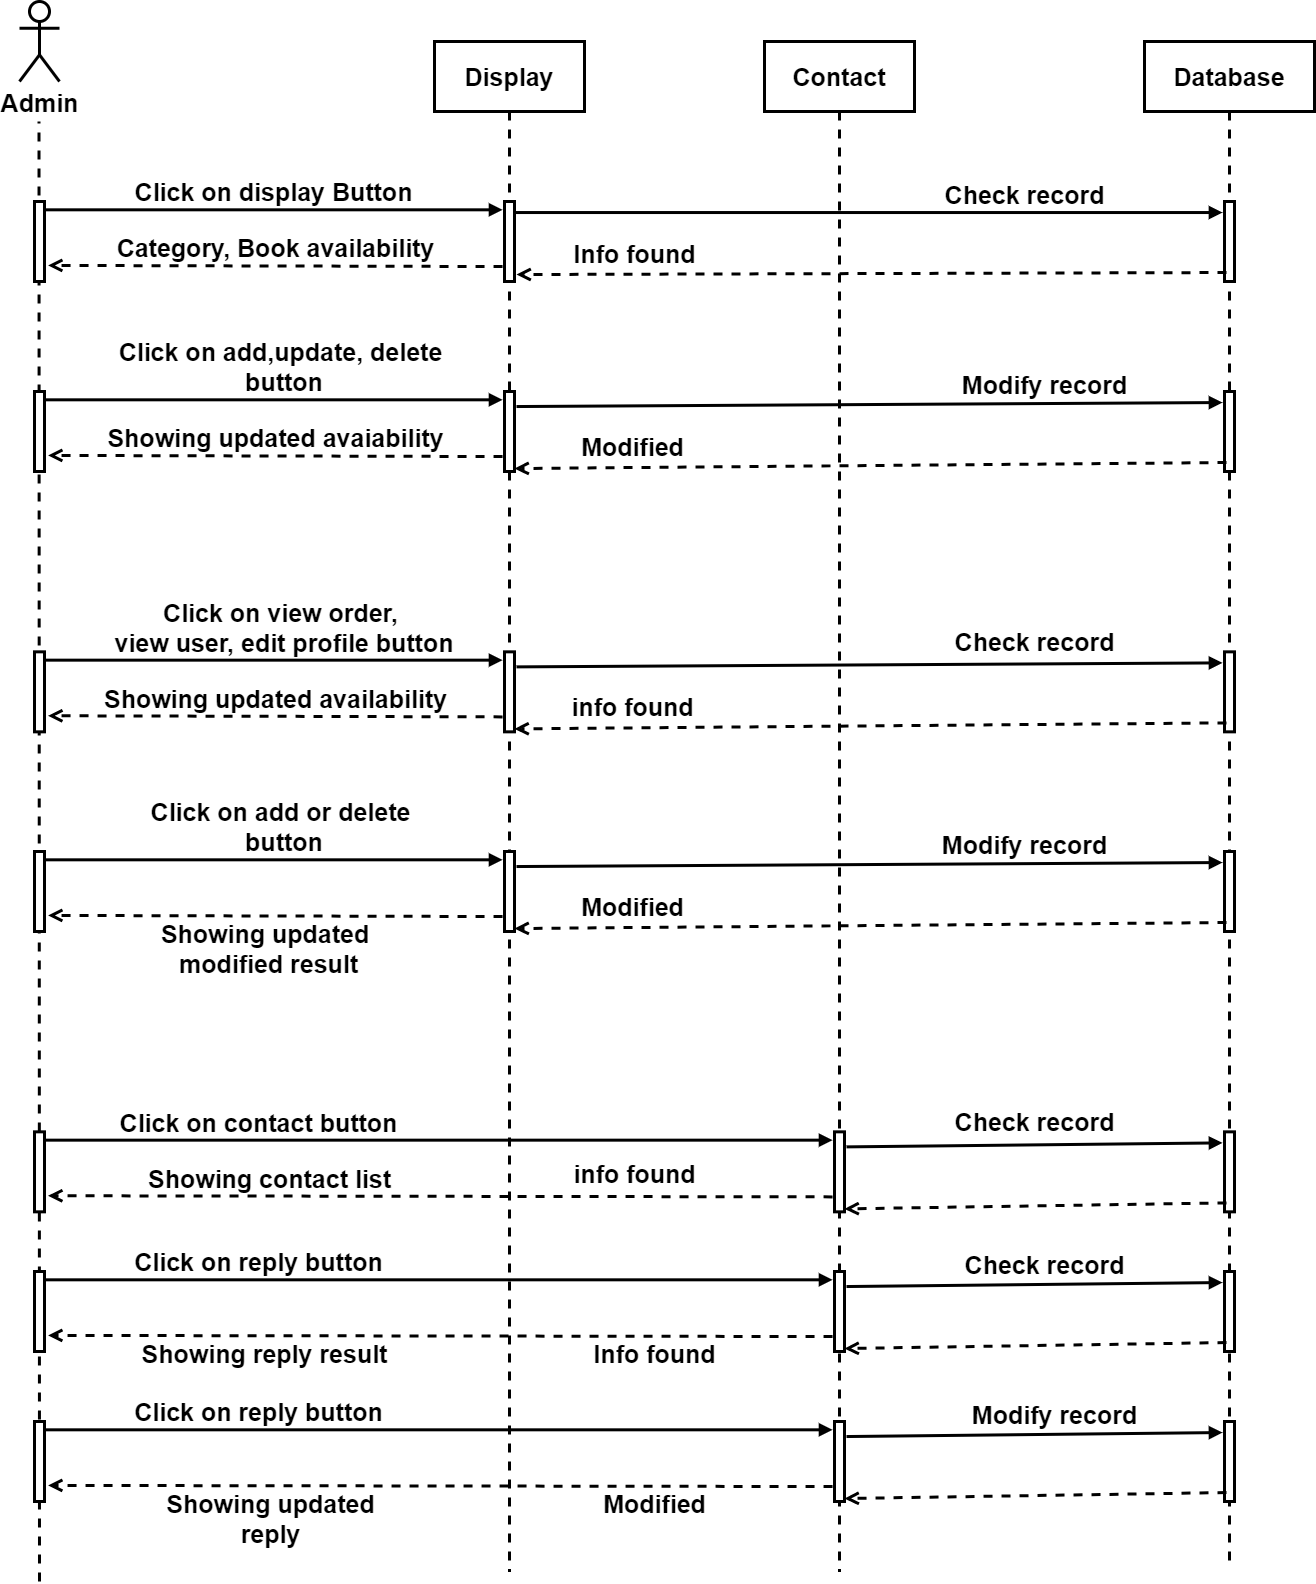 Admin
Display
Contact
Database
Click on display Button
Check record
Category, Book availability
Info found
Click on add,update, delete
button
Modify record
Showing updated avaiability
Modified
Click on view order,
view user, edit profile button
Check record
Showing updated availability
info found
Click on add or delete
button
Modify record
Modified
Showing updated
modified result
Click on contact button
Check record
Showing contact list
info found
Click on reply button
Check record
Showing reply result
Info found
Click on reply button
Modify record
Showing updated
reply
Modified